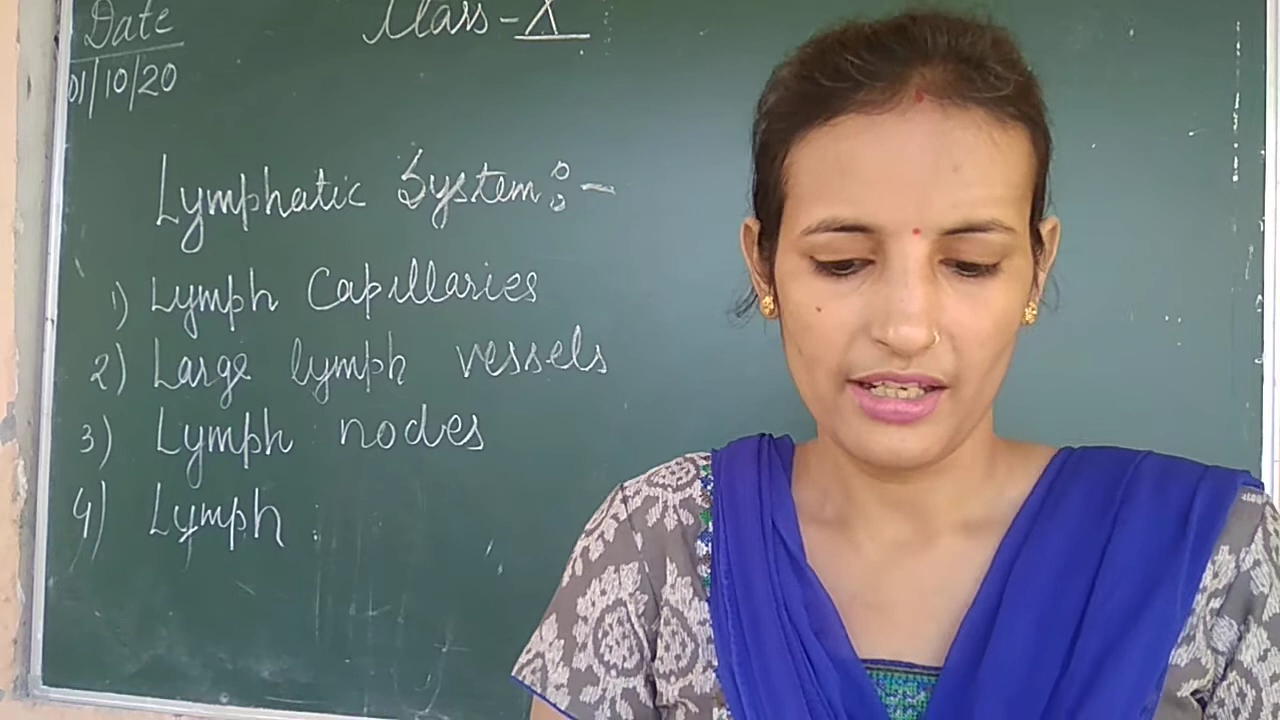 Date
01/10/20
Class - X
Lymphatic System :-
1) Lymph Capillaries
2) Large lymph vessels
3) Lymph nodes
4) Lymph :